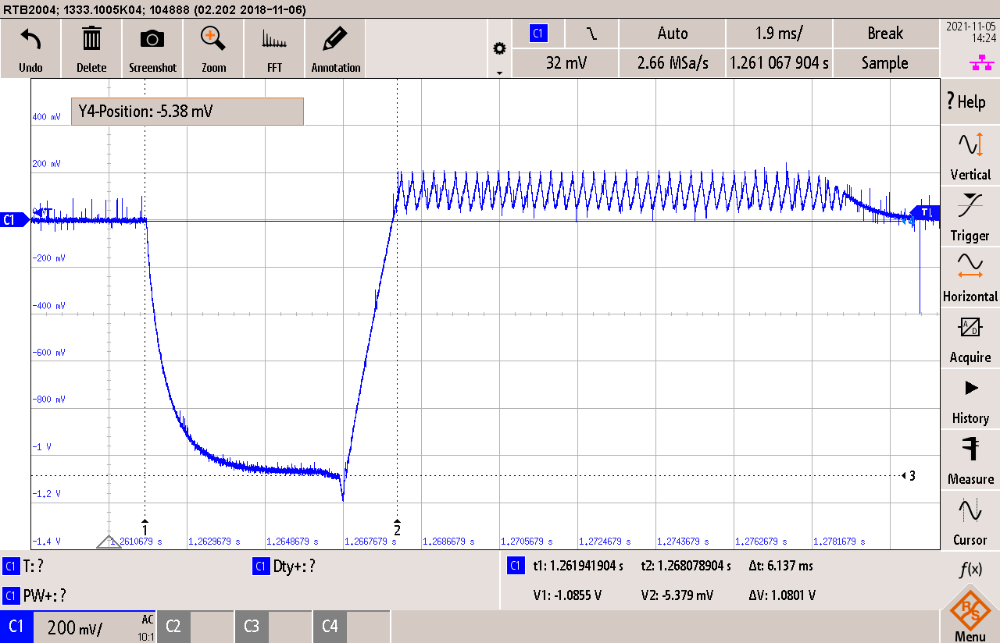 RTB2004; 1333.1005K04; 104888 (02.202 2018-11-06)
Undo
Delete
Screenshot
Zoom
FFT
Annotation
C1
Auto
1.9 ms/
Break
32 mV
2.66 MSa/s
1.261 067 904 s
Sample
2021-11-05
14:24
? Help
Vertical
Trigger
Horizontal
A
D
Acquire
History
Measure
Cursor
f(x)
R&S
Menu
Y4-Position: -5.38 mV
400 mV
200 mV
C1
T
-200 mV
-400 mV
-600 mV
-800 mV
-1 V
-1.2 V
-1.4 V
T
3
1
2
1.2610679 s
1.2629679 s
1.2648679 s
1.2667679 s
1.2686679 s
1.2705679 s
1.2724679 s
1.2743679 s
1.2762679 s
1.2781679 s
C1 T: ?
C1 Dty+: ?
C1 PW+: ?
C1 t1: 1.261941904 s t2: 1.268078904 s Δt: 6.137 ms
V1: -1.0855 V V2: -5.379 mV ΔV: 1.0801 V
C1 200 mV/ AC
10:1
C2
C3
C4